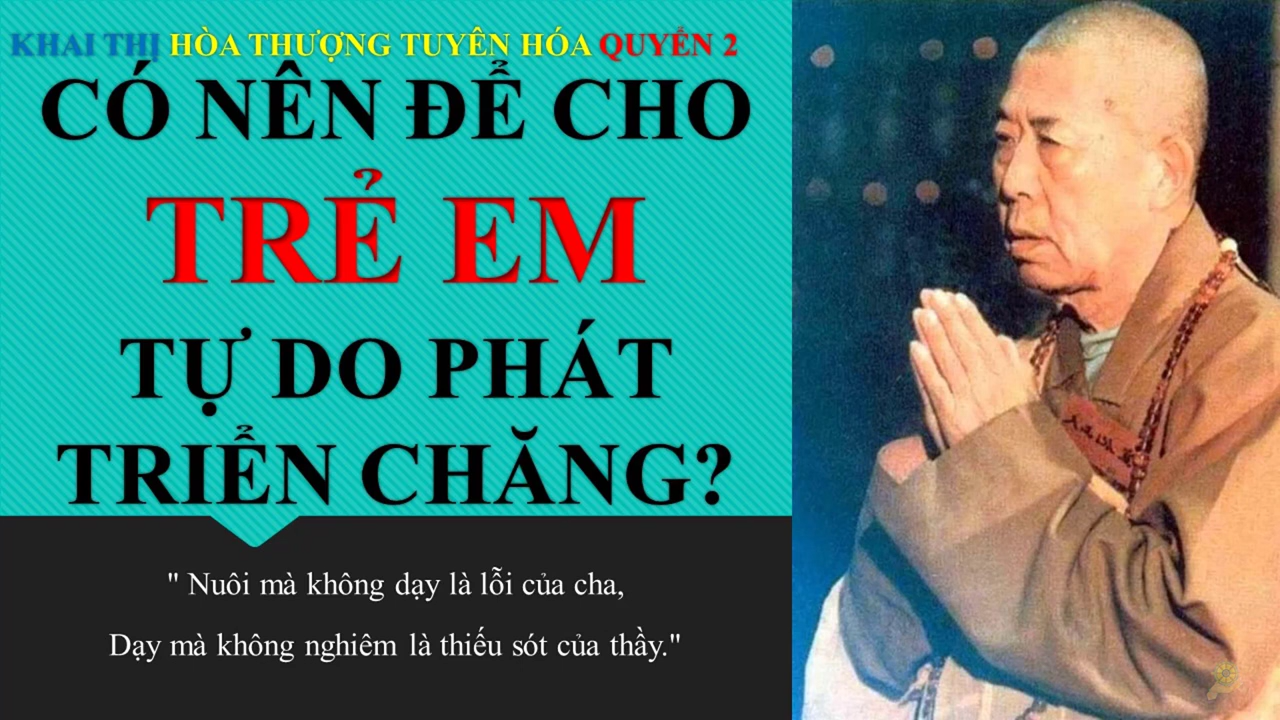 KHAI THỊ HÒA THƯỢNG TUYÊN HÓA QUYỂN 2
CÓ NÊN ĐỂ CHO
TRẺ EM
TỰ DO PHÁT
TRIỂN CHĂNG?
" Nuôi mà không dạy là lỗi của cha,
Dạy mà không nghiêm là thiếu sót của thầy."